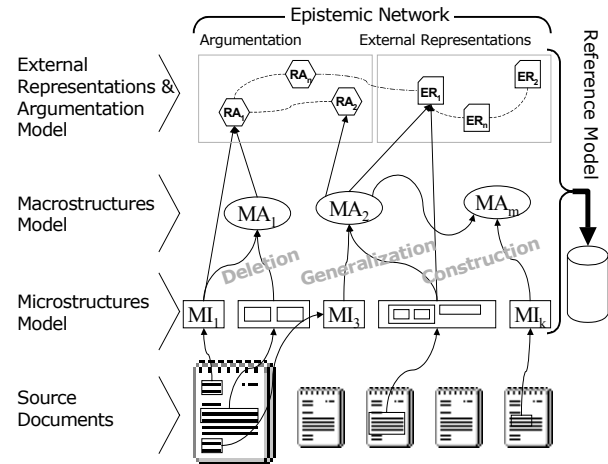 Epistemic Network
Argumentation
External Representations
Reference Model
External
Representations &
Argumentation
Model
RAₙ
RA₁
RA₂
ER₁
ER₂
ERₙ
Macrostructures
Model
MA₁
MA₂
MAₘ
Deletion
Generalization
Construction
Microstructures
Model
MI₁
MI₃
MIₖ
Source
Documents